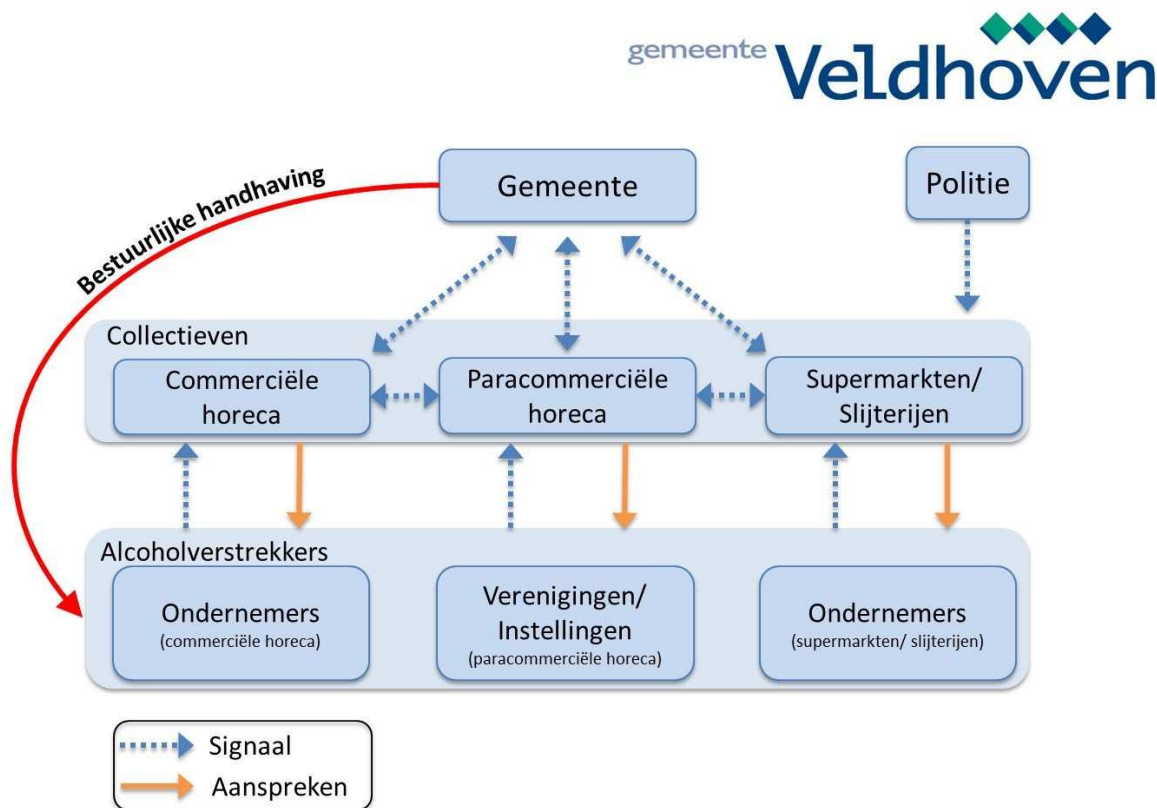 gemeente Veldhoven
Gemeente
Politie
Bestuurlijke handhaving
Collectieven
Commerciële
horeca
Paracommerciële
horeca
Supermarkten/
Slijterijen
Alcoholverstrekkers
Ondernemers
(commerciële horeca)
Verenigingen/
Instellingen
(paracommerciële horeca)
Ondernemers
(supermarkten/ slijterijen)
Signaal
Aanspreken